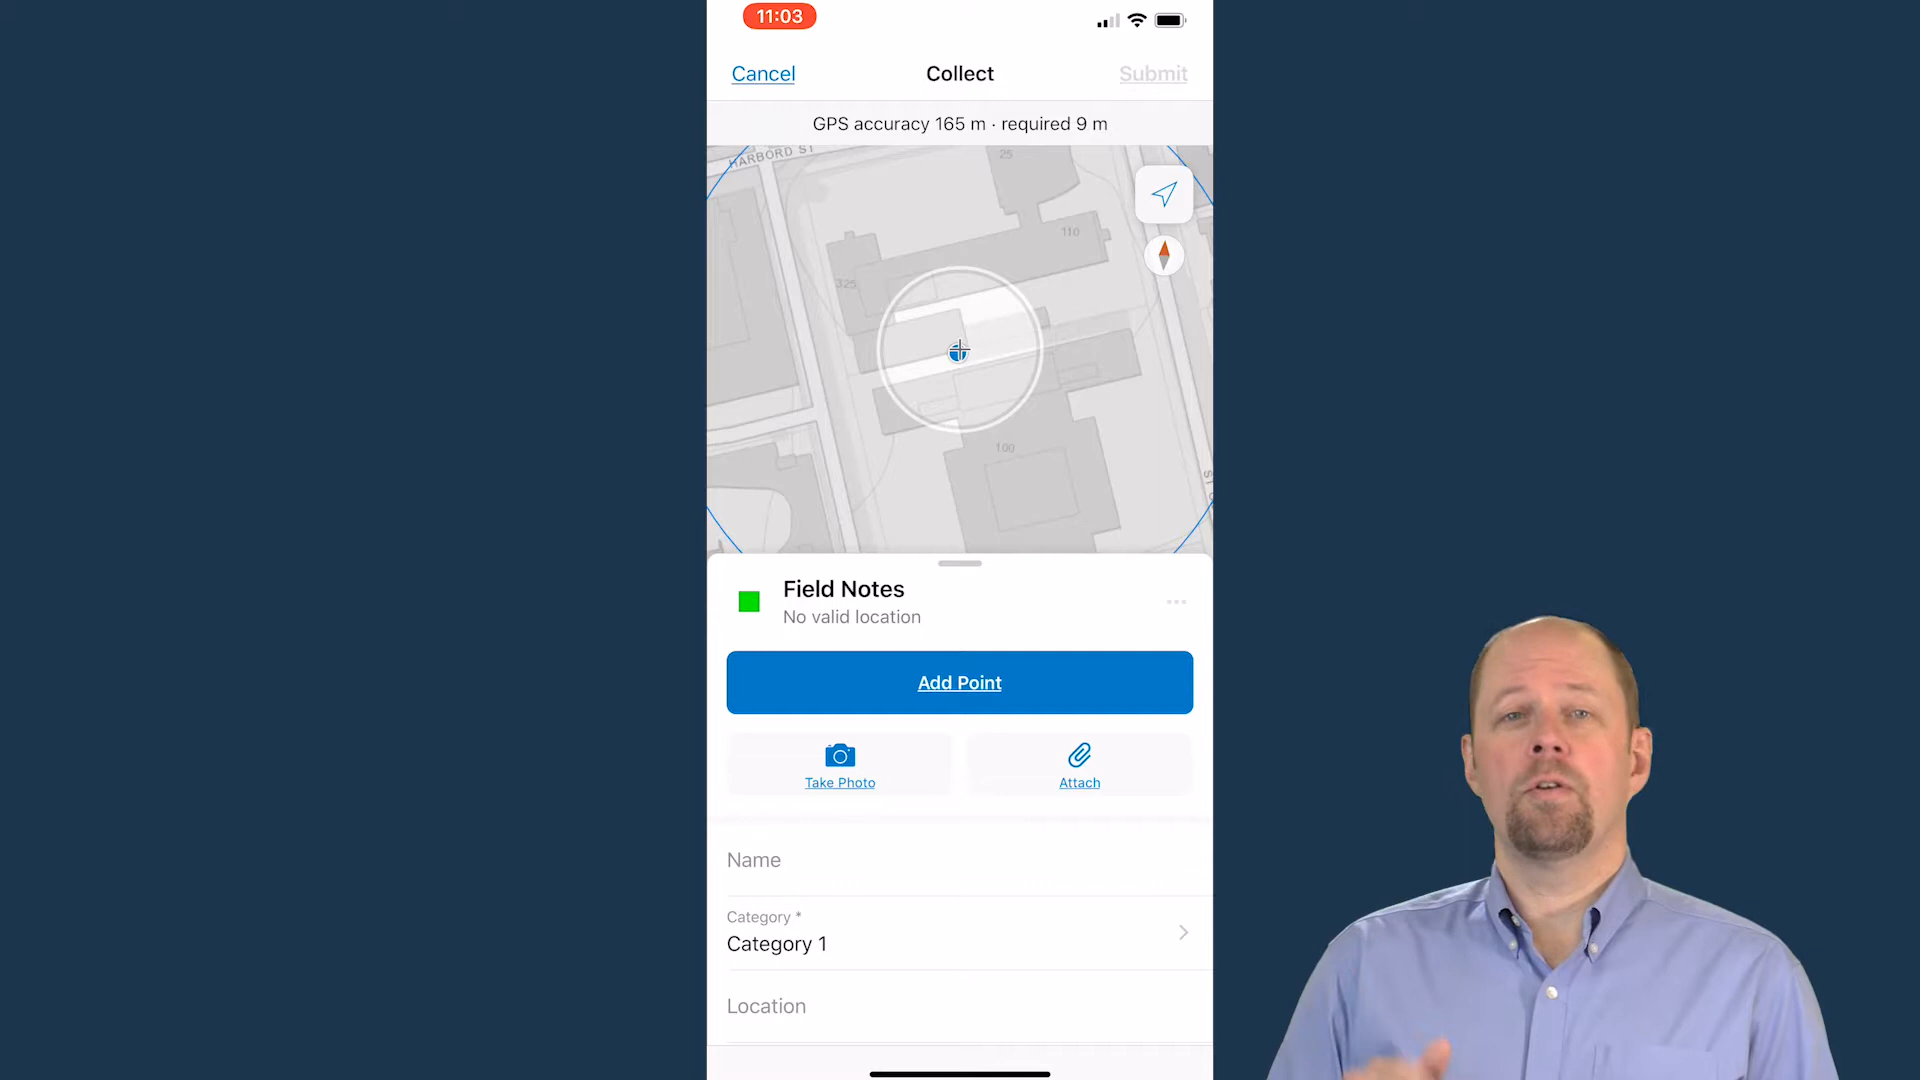 11:03
Cancel
Collect
Submit
GPS accuracy 165 m · required 9 m
HARBORD ST
25
110
325
100
Field Notes
No valid location
Add Point
Take Photo
Attach
Name
Category *
Category 1
Location